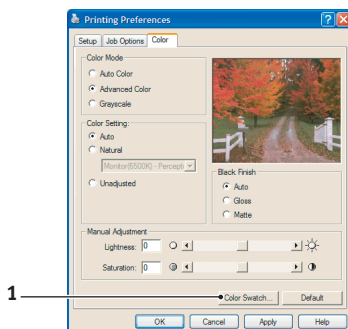 Printing Preferences
Setup Job Options Color
Color Mode
Auto Color
Advanced Color
Grayscale
Color Setting:
Auto
Natural
Monitor(6500K) - Percepti
Unadjusted
Black Finish
Auto
Gloss
Matte
Manual Adjustment
Lightness: 0
Saturation: 0
1
Color Swatch... Default
OK Cancel Apply Help